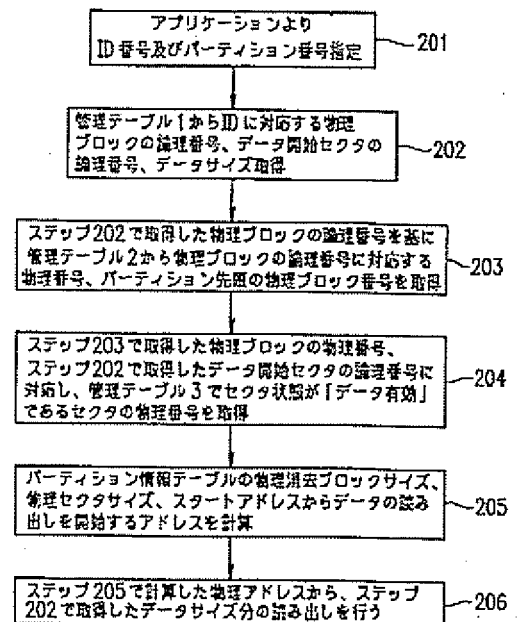 アプリケーションより
ID番号及びパーティション番号指定
201
管理テーブル1からIDに対応する物理
ブロックの論理番号、データ開始セクタの
論理番号、データサイズ取得
202
ステップ202で取得した物理ブロックの論理番号を基に
管理テーブル2から物理ブロックの論理番号に対応する
物理番号、パーティション先頭の物理ブロック番号を取得
203
ステップ203で取得した物理ブロックの物理番号、
ステップ202で取得したデータ開始セクタの論理番号に
対応し、管理テーブル3でセクタ状態が「データ有効」
であるセクタの物理番号を取得
204
パーティション情報テーブルの物理消去ブロックサイズ、
物理セクタサイズ、スタートアドレスからデータの読み
出しを開始するアドレスを計算
205
ステップ205で計算した物理アドレスから、ステップ
202で取得したデータサイズ分の読み出しを行う
206